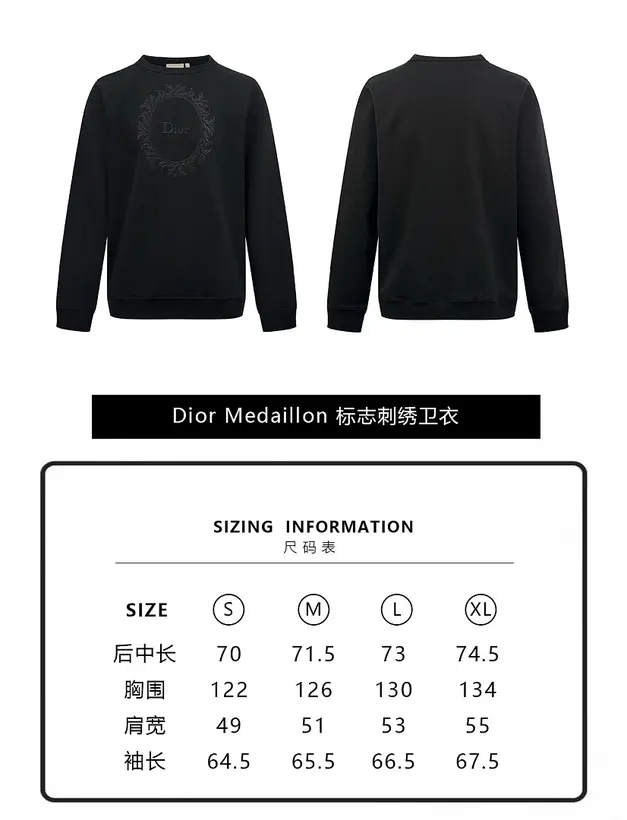 Dior
Dior Medaillon 标志刺绣卫衣
SIZING INFORMATION
尺码表
SIZE S M L XL
后中长 70 71.5 73 74.5
胸围 122 126 130 134
肩宽 49 51 53 55
袖长 64.5 65.5 66.5 67.5